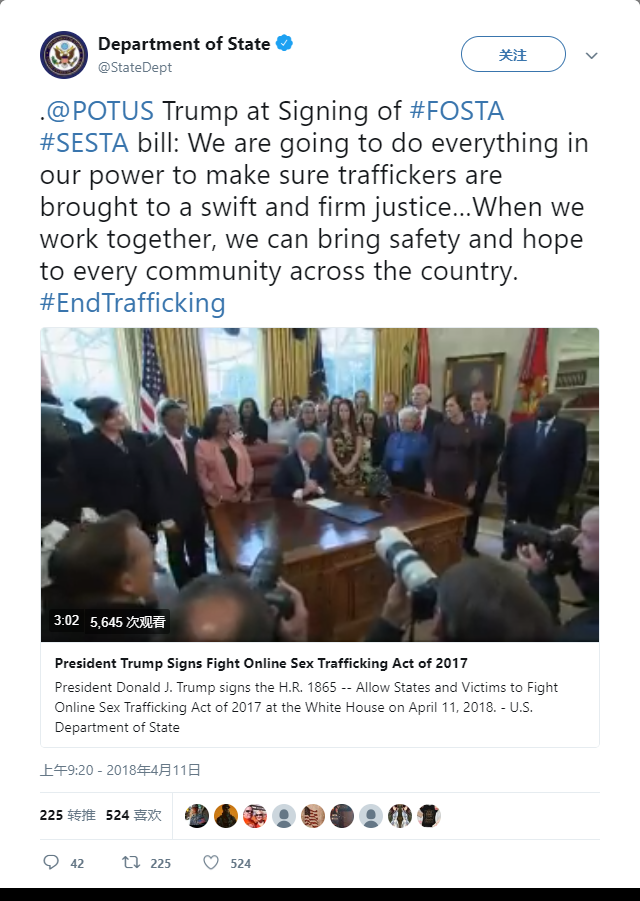 Department of State
@StateDept
关注
.@POTUS Trump at Signing of #FOSTA
#SESTA bill: We are going to do everything in
our power to make sure traffickers are
brought to a swift and firm justice...When we
work together, we can bring safety and hope
to every community across the country.
#EndTrafficking
3:02 5,645 次观看
President Trump Signs Fight Online Sex Trafficking Act of 2017
President Donald J. Trump signs the H.R. 1865 -- Allow States and Victims to Fight
Online Sex Trafficking Act of 2017 at the White House on April 11, 2018. - U.S.
Department of State
上午9:20 - 2018年4月11日
225 转推 524 喜欢
42 225 524